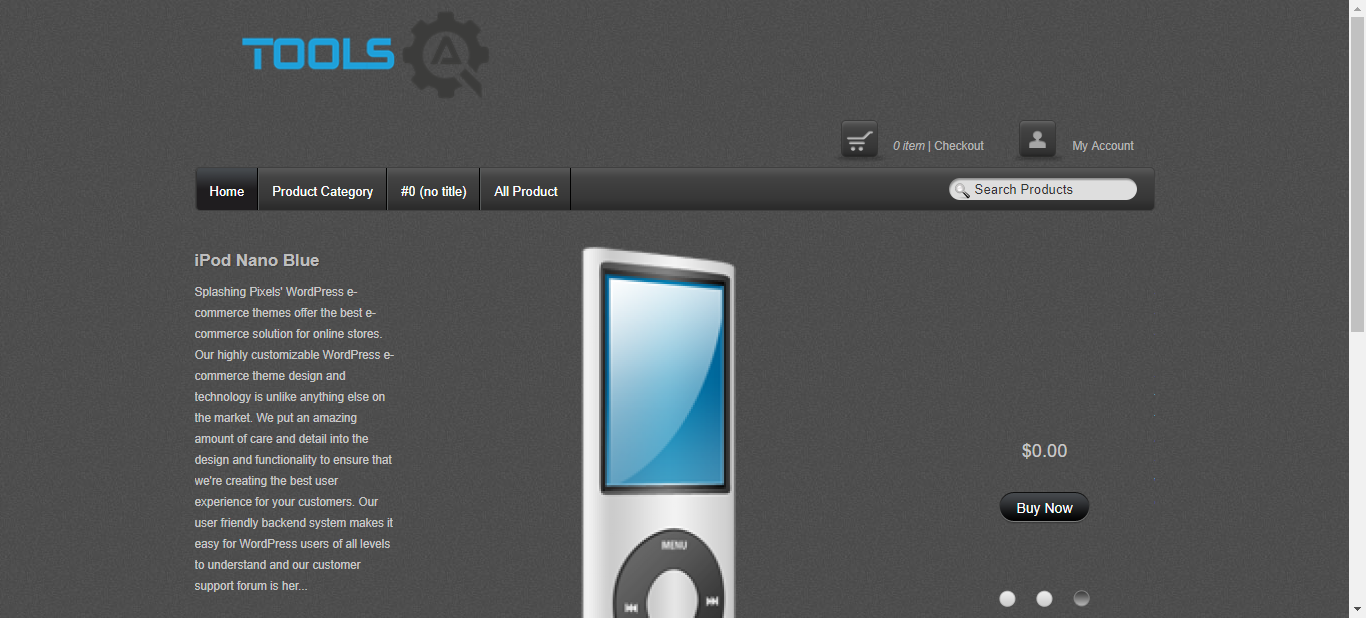 TOOLS QA
0 item | Checkout
My Account
Home
Product Category
#0 (no title)
All Product
Search Products
iPod Nano Blue
Splashing Pixels' WordPress e-
commerce themes offer the best e-
commerce solution for online stores.
Our highly customizable WordPress e-
commerce theme design and
technology is unlike anything else on
the market. We put an amazing
amount of care and detail into the
design and functionality to ensure that
we're creating the best user
experience for your customers. Our
user friendly backend system makes it
easy for WordPress users of all levels
to understand and our customer
support forum is her...
MENU
$0.00
Buy Now